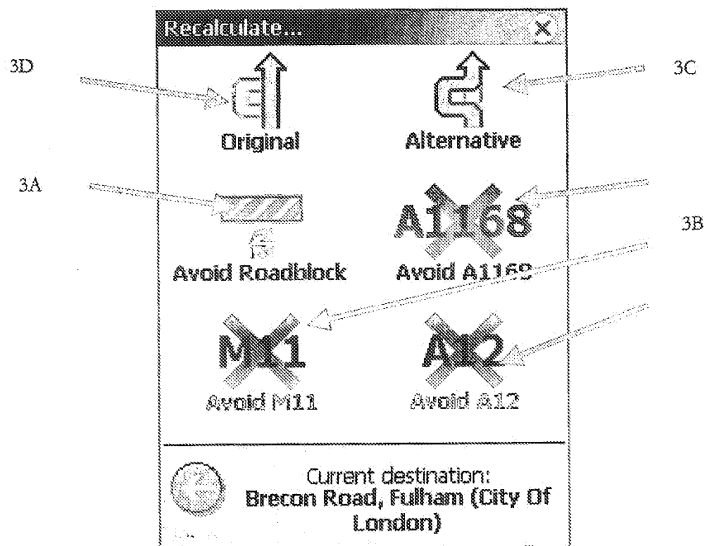 Recalculate...
3D
3C
Original
Alternative
3A
A1168
3B
Avoid Roadblock
Avoid A1168
M11
A12
Avoid M11
Avoid A12
Current destination:
Brecon Road, Fulham (City Of
London)